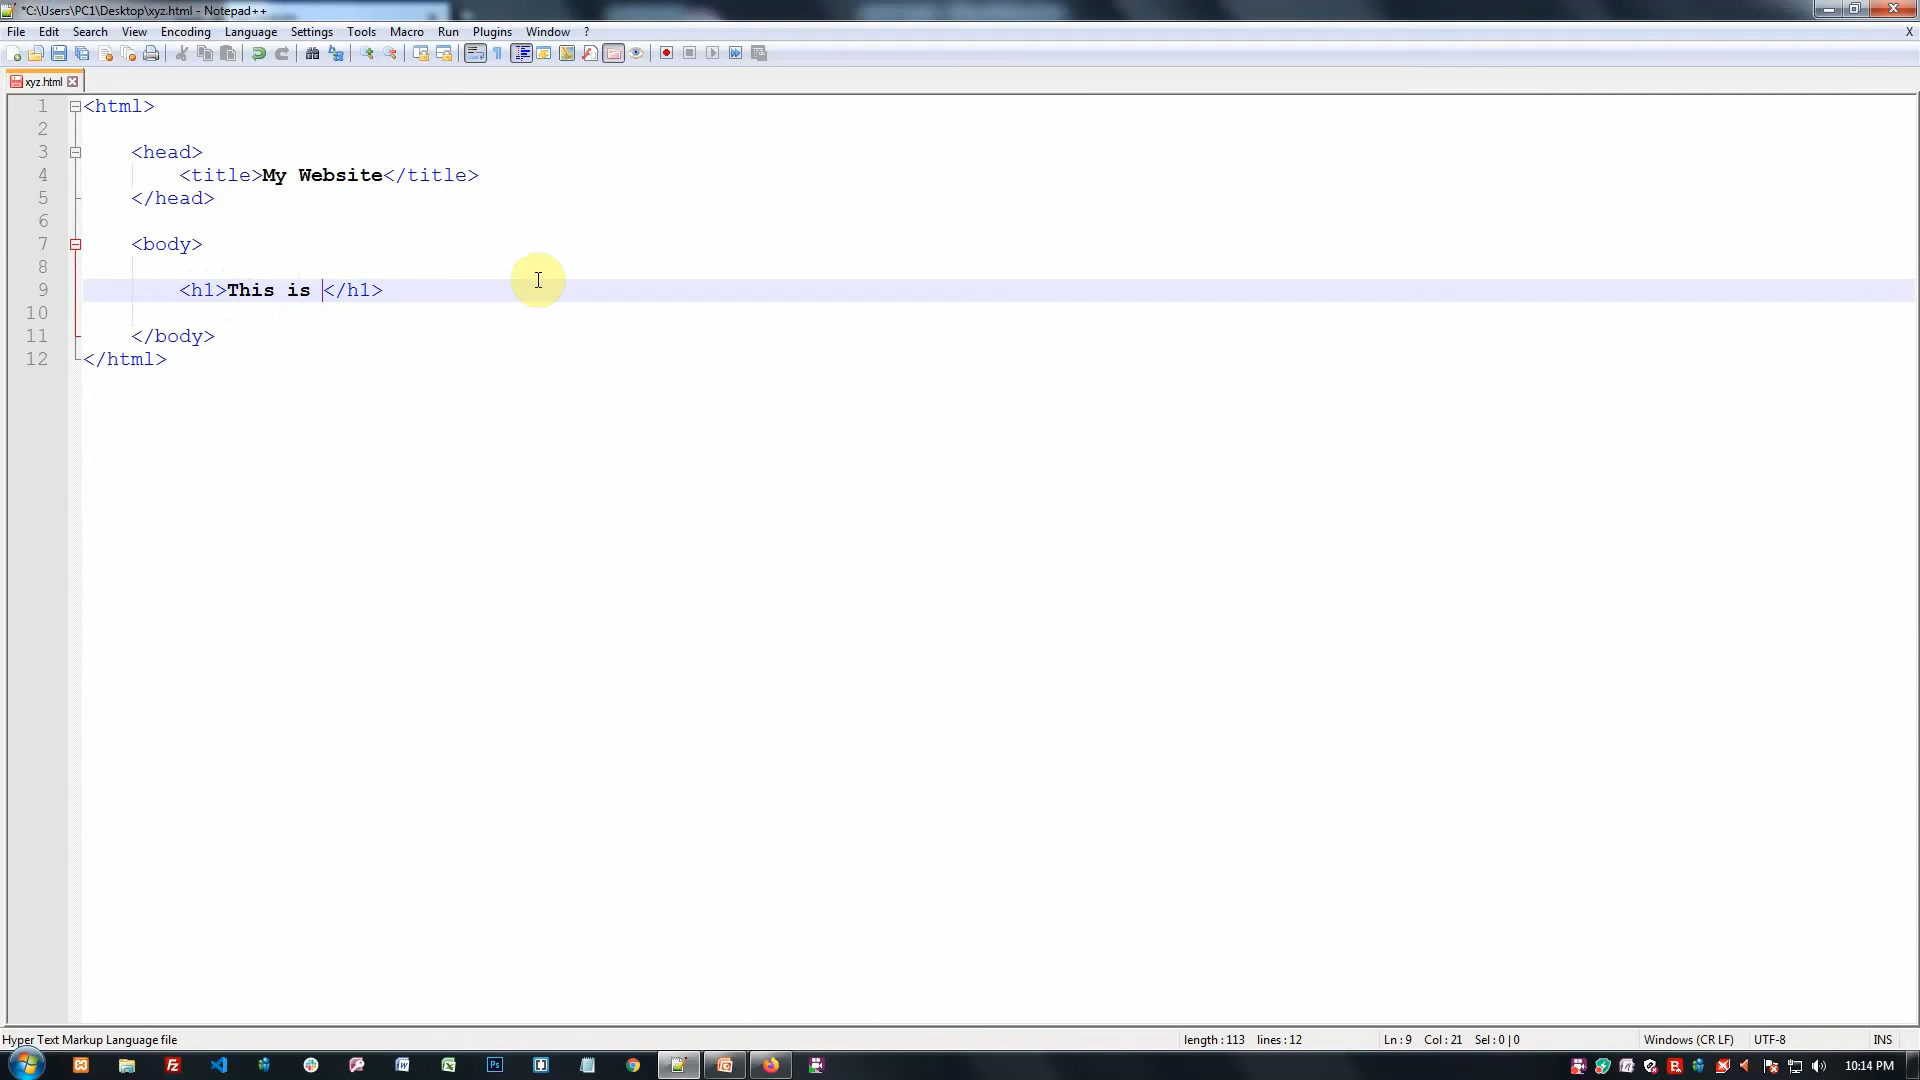 *C:\Users\PC1\Desktop\xyz.html - Notepad++
File Edit Search View Encoding Language Settings Tools Macro Run Plugins Window ? X
xyz.html
1 <html>
2
3 <head>
4 <title>My Website</title>
5 </head>
6
7 <body>
8
9 <h1>This is </h1>
10
11 </body>
12 </html>
Hyper Text Markup Language file length : 113 lines : 12 Ln : 9 Col : 21 Sel : 0 | 0 Windows (CR LF) UTF-8 INS
10:14 PM